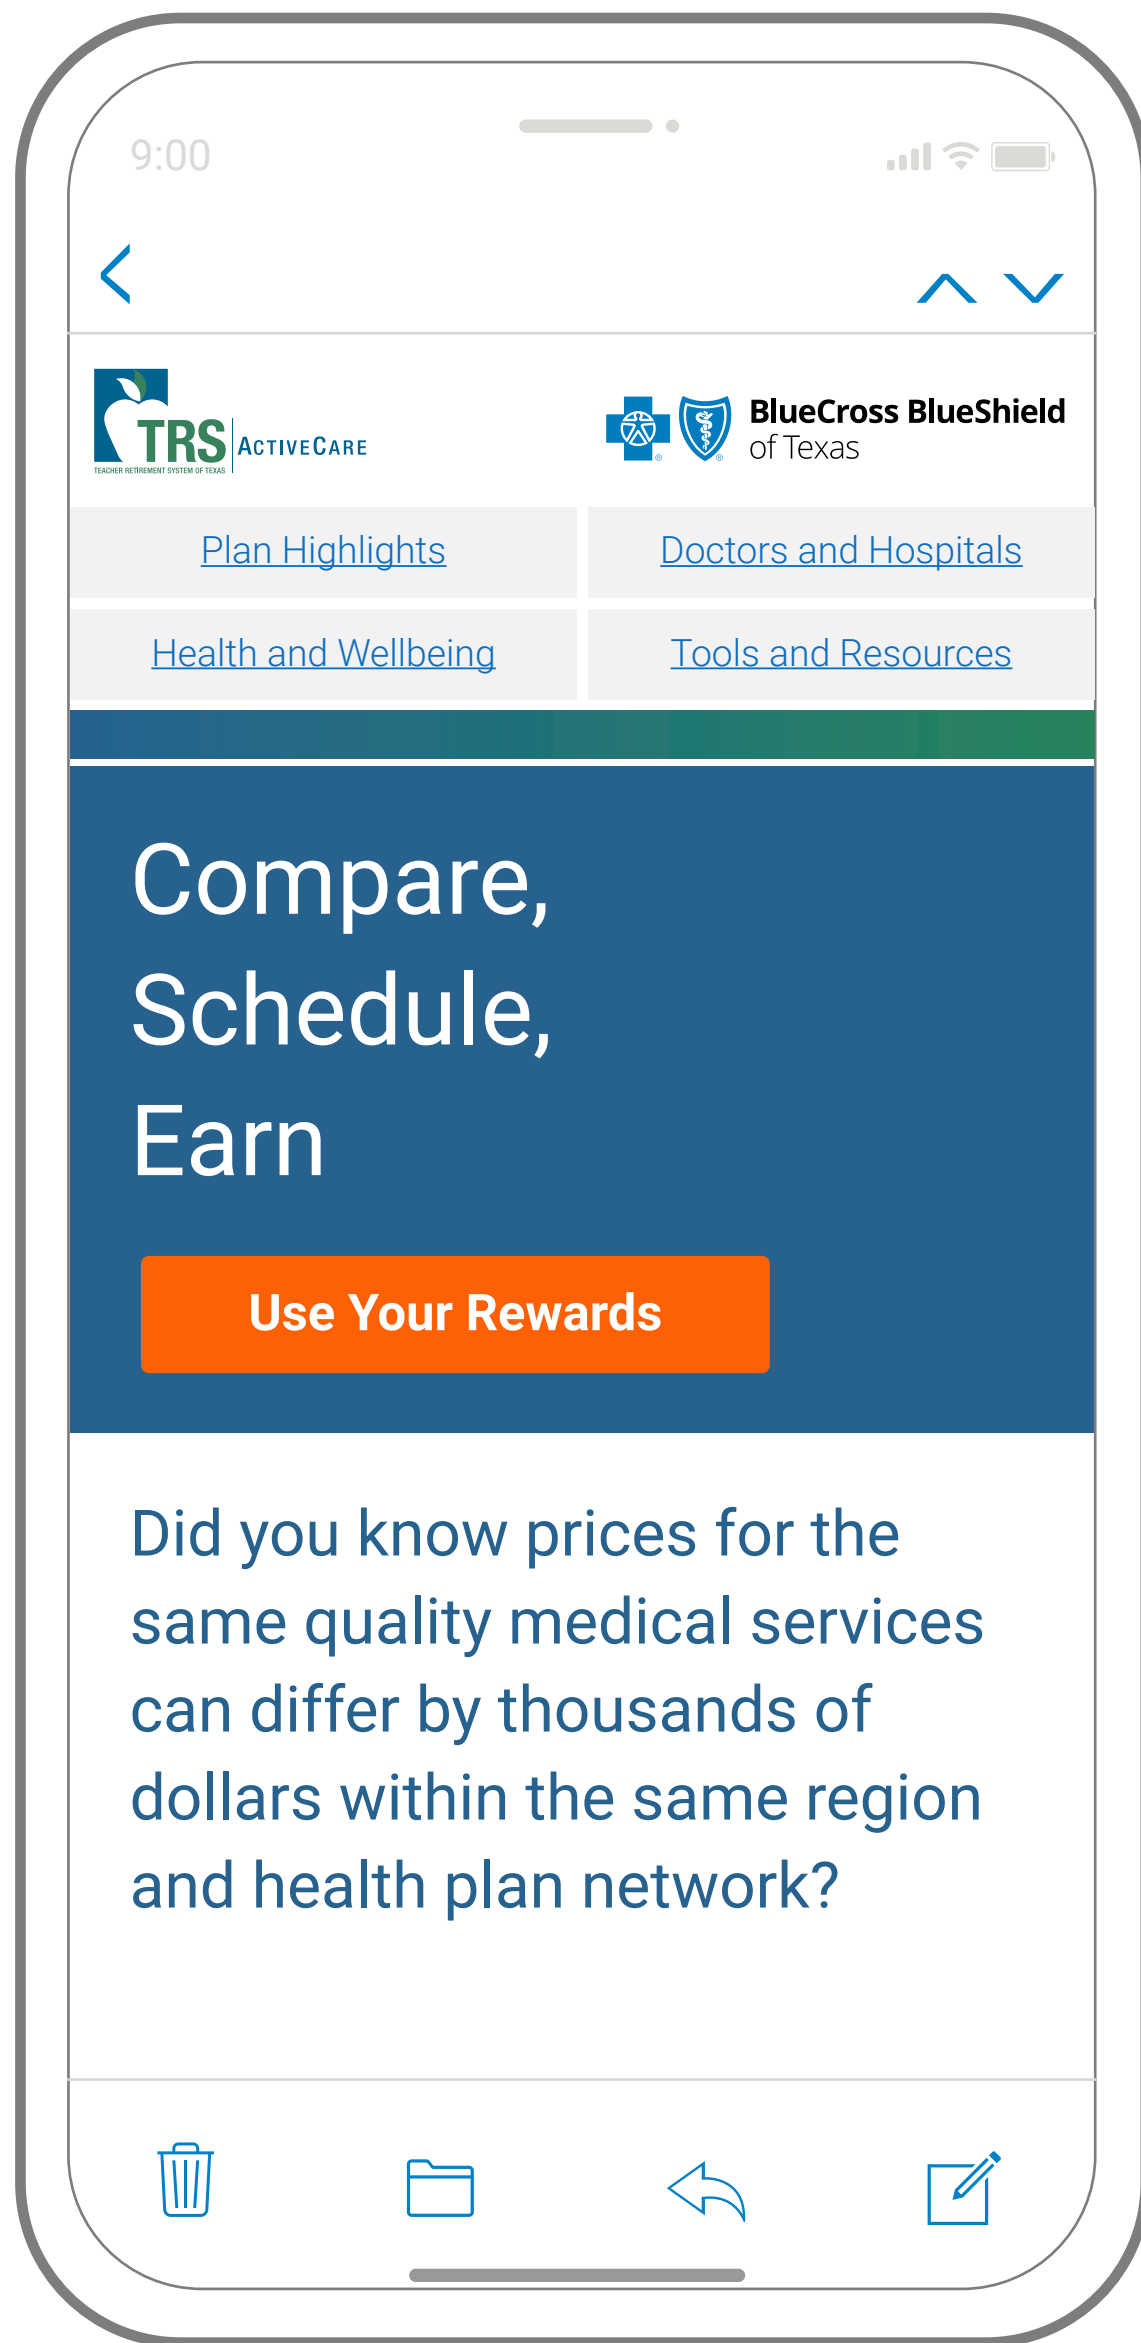 9:00
TRS ACTIVECARE
TEACHER RETIREMENT SYSTEM OF TEXAS
BlueCross BlueShield
of Texas
Plan Highlights
Doctors and Hospitals
Health and Wellbeing
Tools and Resources
Compare,
Schedule,
Earn
Use Your Rewards
Did you know prices for the
same quality medical services
can differ by thousands of
dollars within the same region
and health plan network?